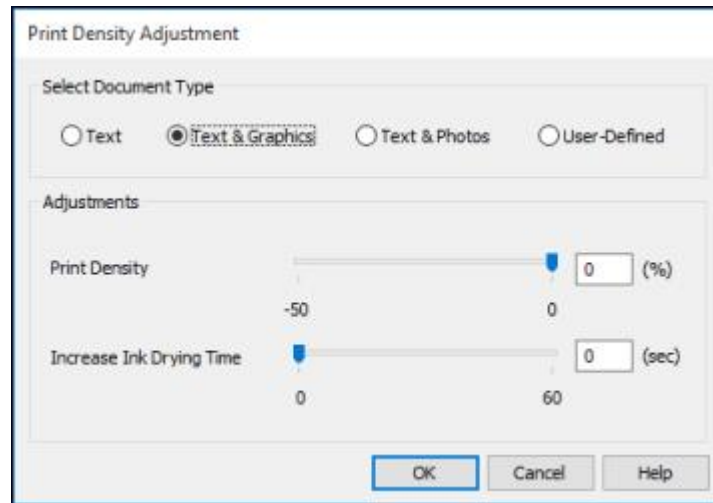 Print Density Adjustment
Select Document Type
Text Text & Graphics Text & Photos User-Defined
Adjustments
Print Density 0 (%)
-50 0
Increase Ink Drying Time 0 (sec)
0 60
OK Cancel Help